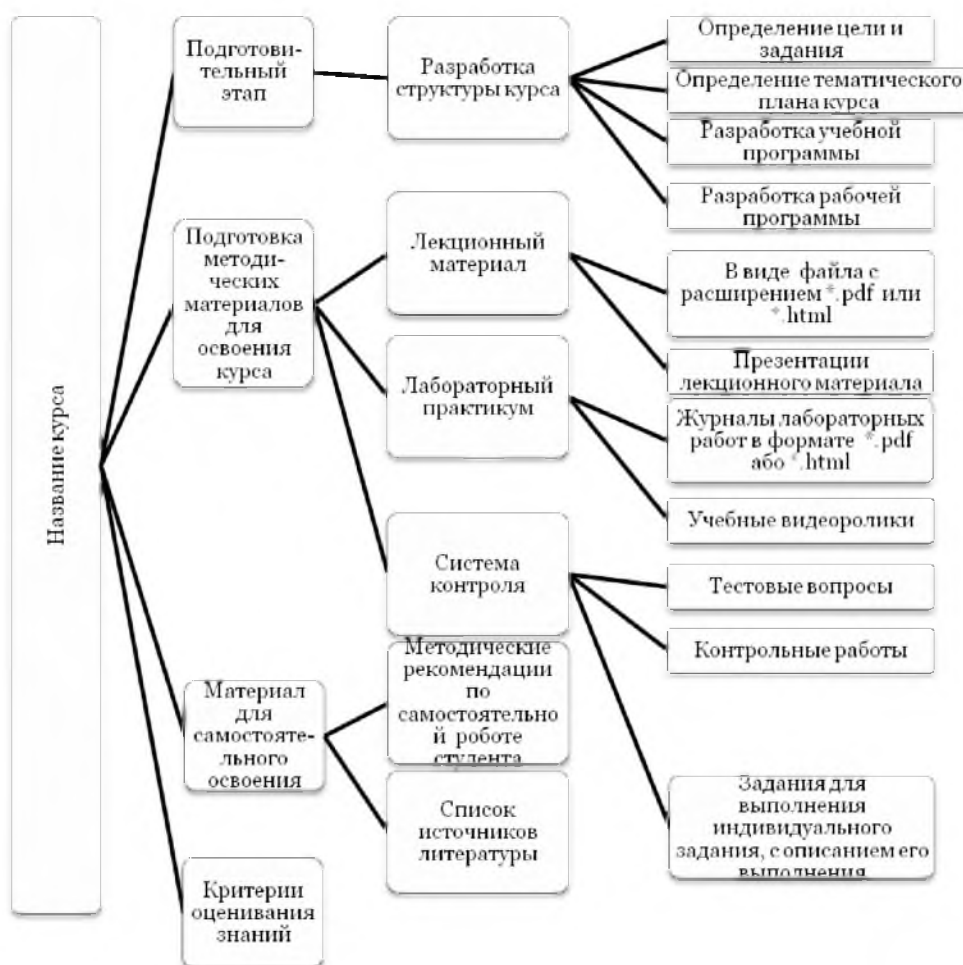 Название курса
Подготови-
тельный
этап
Разработка
структуры курса
Определение цели и
задания
Определение тематического
плана курса
Разработка учебной
программы
Разработка рабочей
программы
Подготовка
методи-
ческих
материалов
для
освоения
курса
Лекционный
материал
В виде файла с
расширением *.pdf или
*.html
Презентации
лекционного материала
Лабораторный
практикум
Журналы лабораторных
работ в формате *.pdf
або *.html
Учебные видеоролики
Система
контроля
Тестовые вопросы
Контрольные работы
Задания для
выполнения
индивидуального
задания, с описанием его
выполнения
Материал
для
самостояте-
льного
освоения
Методические
рекомендации
по
самостоятельно
й роботе
студента
Список
источников
литературы
Критерии
оценивания
знаний